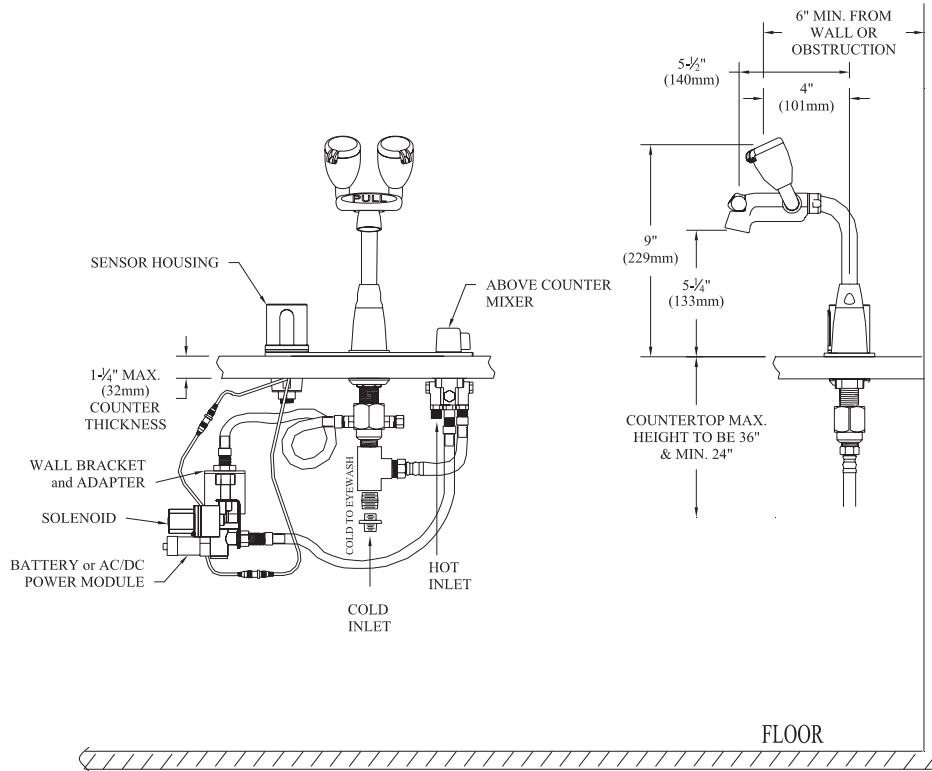 6" MIN. FROM
WALL OR
OBSTRUCTION
5-½"
(140mm)
4"
(101mm)
PULL
9"
(229mm)
5-¼"
(133mm)
SENSOR HOUSING
ABOVE COUNTER
MIXER
1-¼" MAX.
(32mm)
COUNTER
THICKNESS
COUNTERTOP MAX.
HEIGHT TO BE 36"
& MIN. 24"
WALL BRACKET
and ADAPTER
SOLENOID
BATTERY or AC/DC
POWER MODULE
COLD TO EYEWASH
HOT
INLET
COLD
INLET
FLOOR